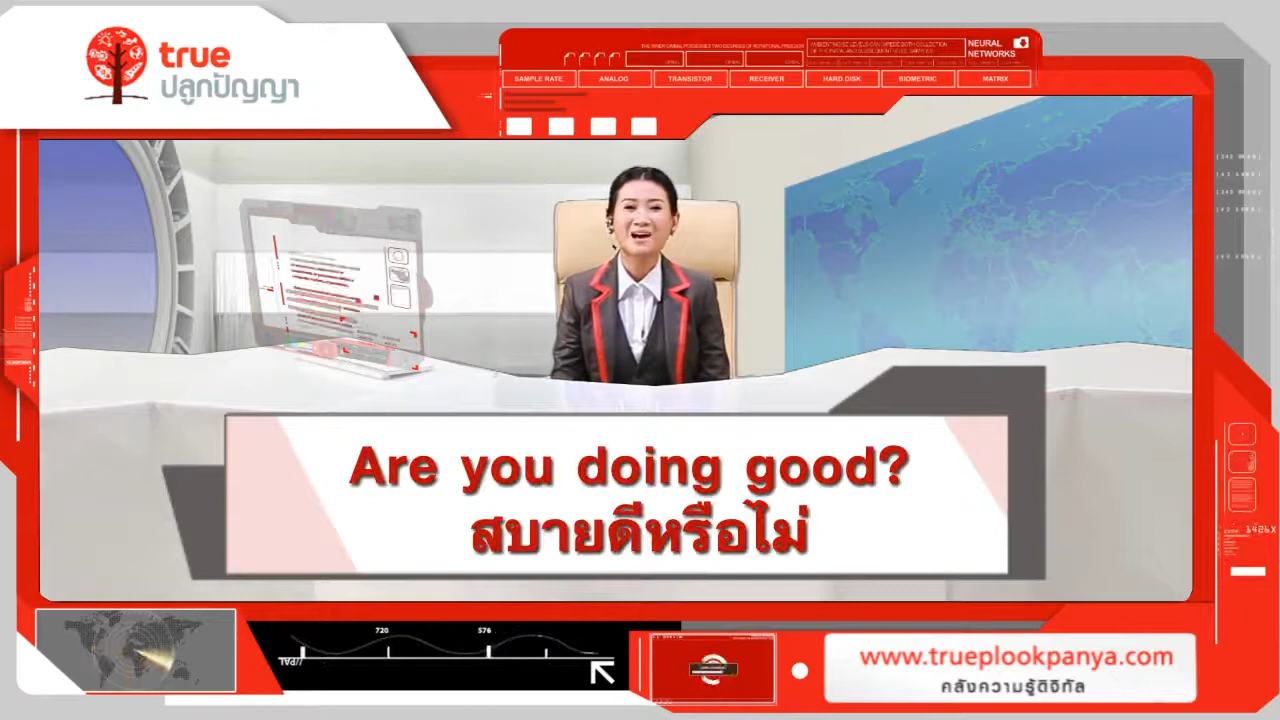 true
ปลูกปัญญา
NEURAL
NETWORKS
SAMPLE RATE
ANALOG
TRANSISTOR
RECEIVER
HARD DISK
BIOMETRIC
MATRIX
Are you doing good?
สบายดีหรือไม่
720
576
www.trueplookpanya.com
คลังความรู้ดิจิทัล